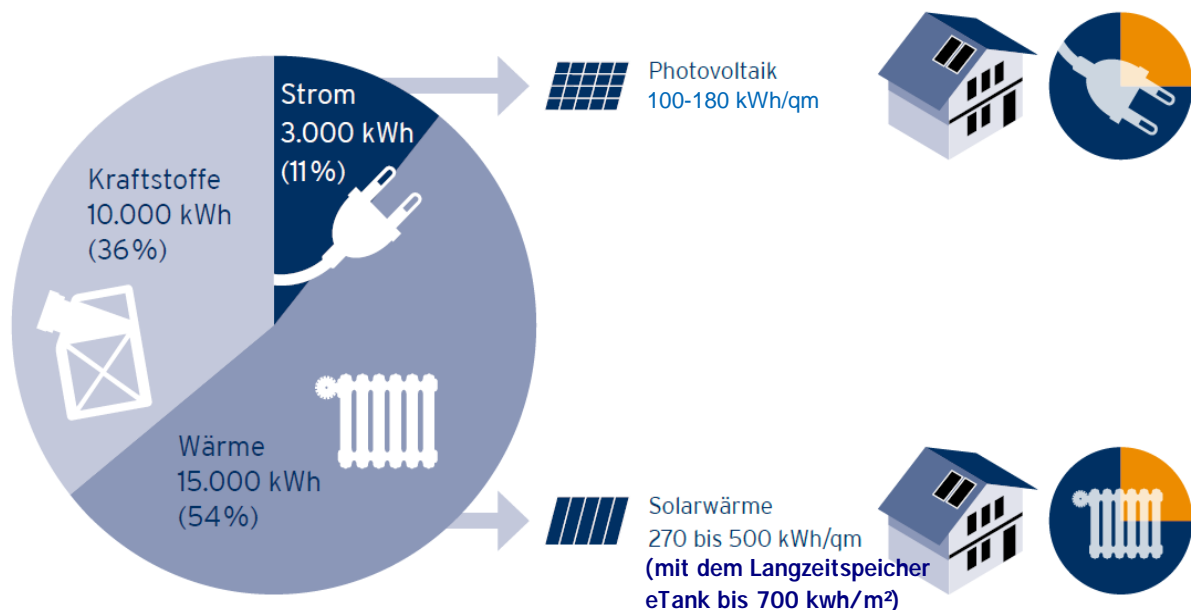 Strom
3.000 kWh
(11%)
Kraftstoffe
10.000 kWh
(36%)
Wärme
15.000 kWh
(54%)
Photovoltaik
100-180 kWh/qm
Solarwärme
270 bis 500 kWh/qm
(mit dem Langzeitspeicher
eTank bis 700 kwh/m²)